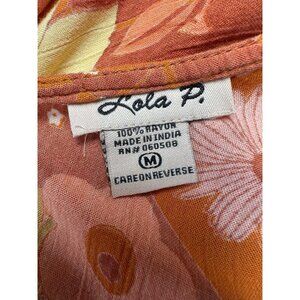 Lola P.
100% RAYON
MADE IN INDIA
RN# 060508
M
CARE ON REVERSE